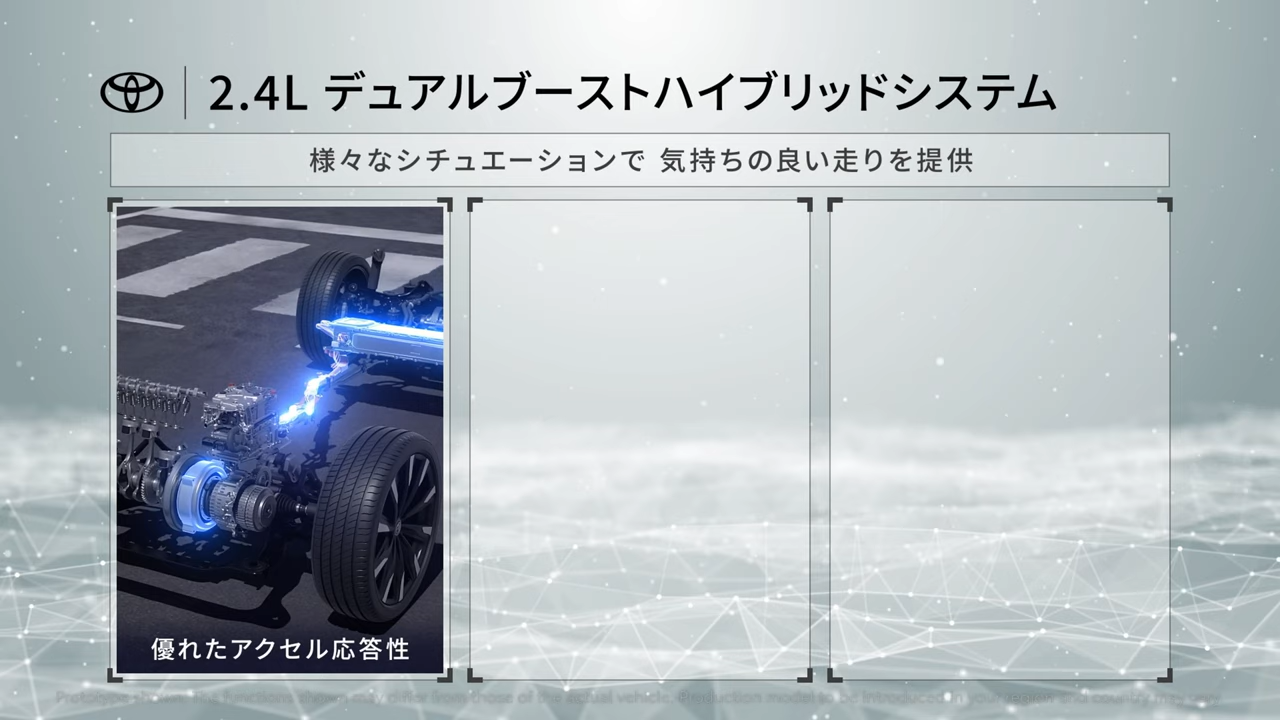 2.4L デュアルブーストハイブリッドシステム
様々なシチュエーションで 気持ちの良い走りを提供
優れたアクセル応答性